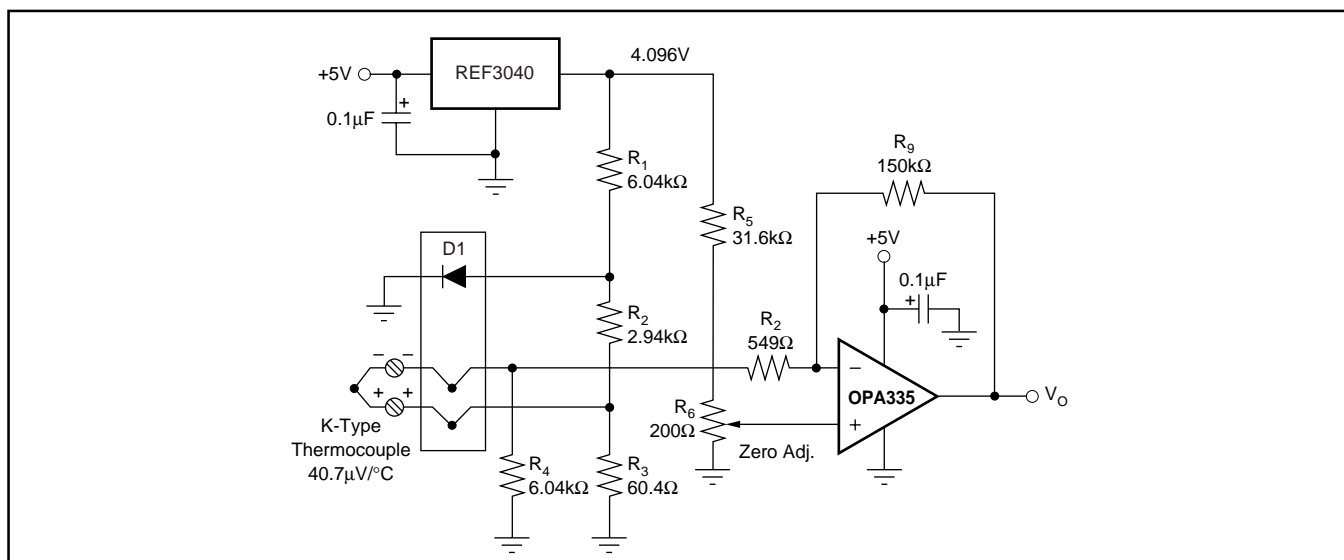 +5V
REF3040
4.096V
0.1μF
+
R1
6.04kΩ
R5
31.6kΩ
R9
150kΩ
+5V
0.1μF
+
D1
R2
2.94kΩ
R2
549Ω
− −
+ +
K-Type
Thermocouple
40.7μV/°C
R4
6.04kΩ
R3
60.4Ω
R6
200Ω
Zero Adj.
−
OPA335
+
VO